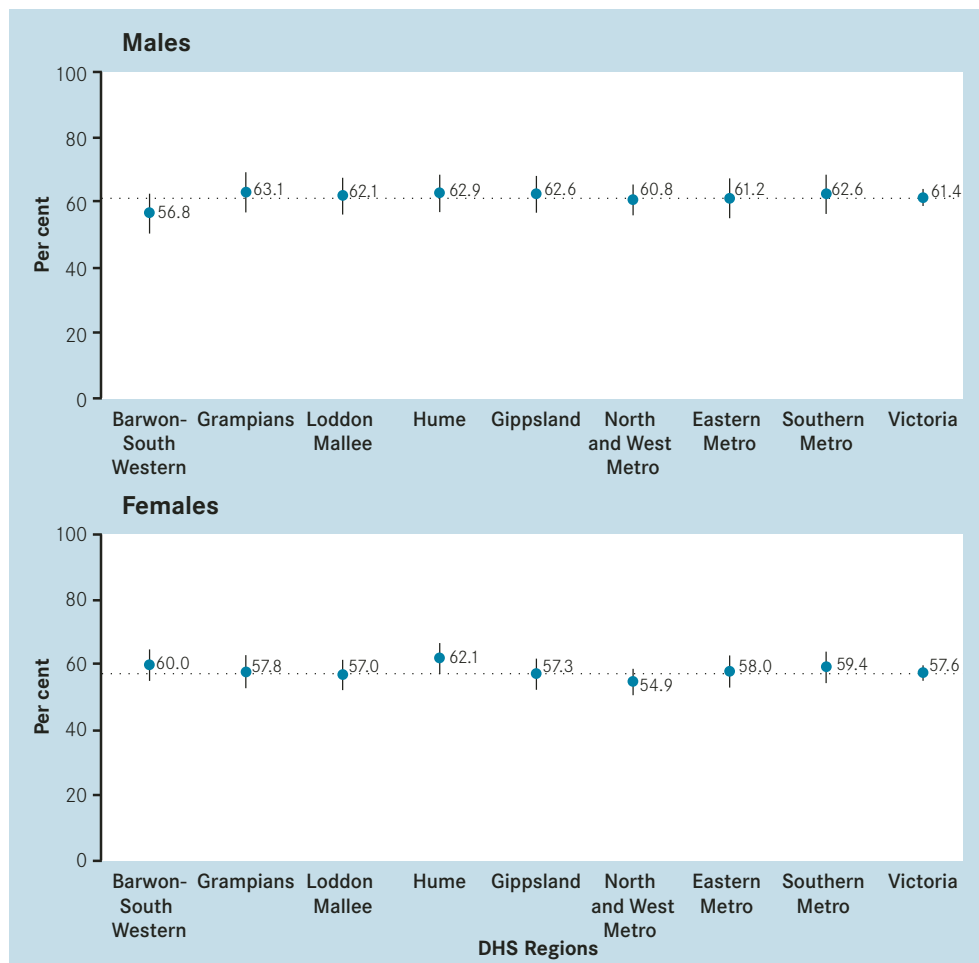 Males
100
80
60
40
20
0
Per cent
56.8
63.1
62.1
62.9
62.6
60.8
61.2
62.6
61.4
Barwon-
South
Western
Grampians
Loddon
Mallee
Hume
Gippsland
North
and West
Metro
Eastern
Metro
Southern
Metro
Victoria
Females
100
80
60
40
20
0
Per cent
60.0
57.8
57.0
62.1
57.3
54.9
58.0
59.4
57.6
Barwon-
South
Western
Grampians
Loddon
Mallee
Hume
Gippsland
North
and West
Metro
Eastern
Metro
Southern
Metro
Victoria
DHS Regions